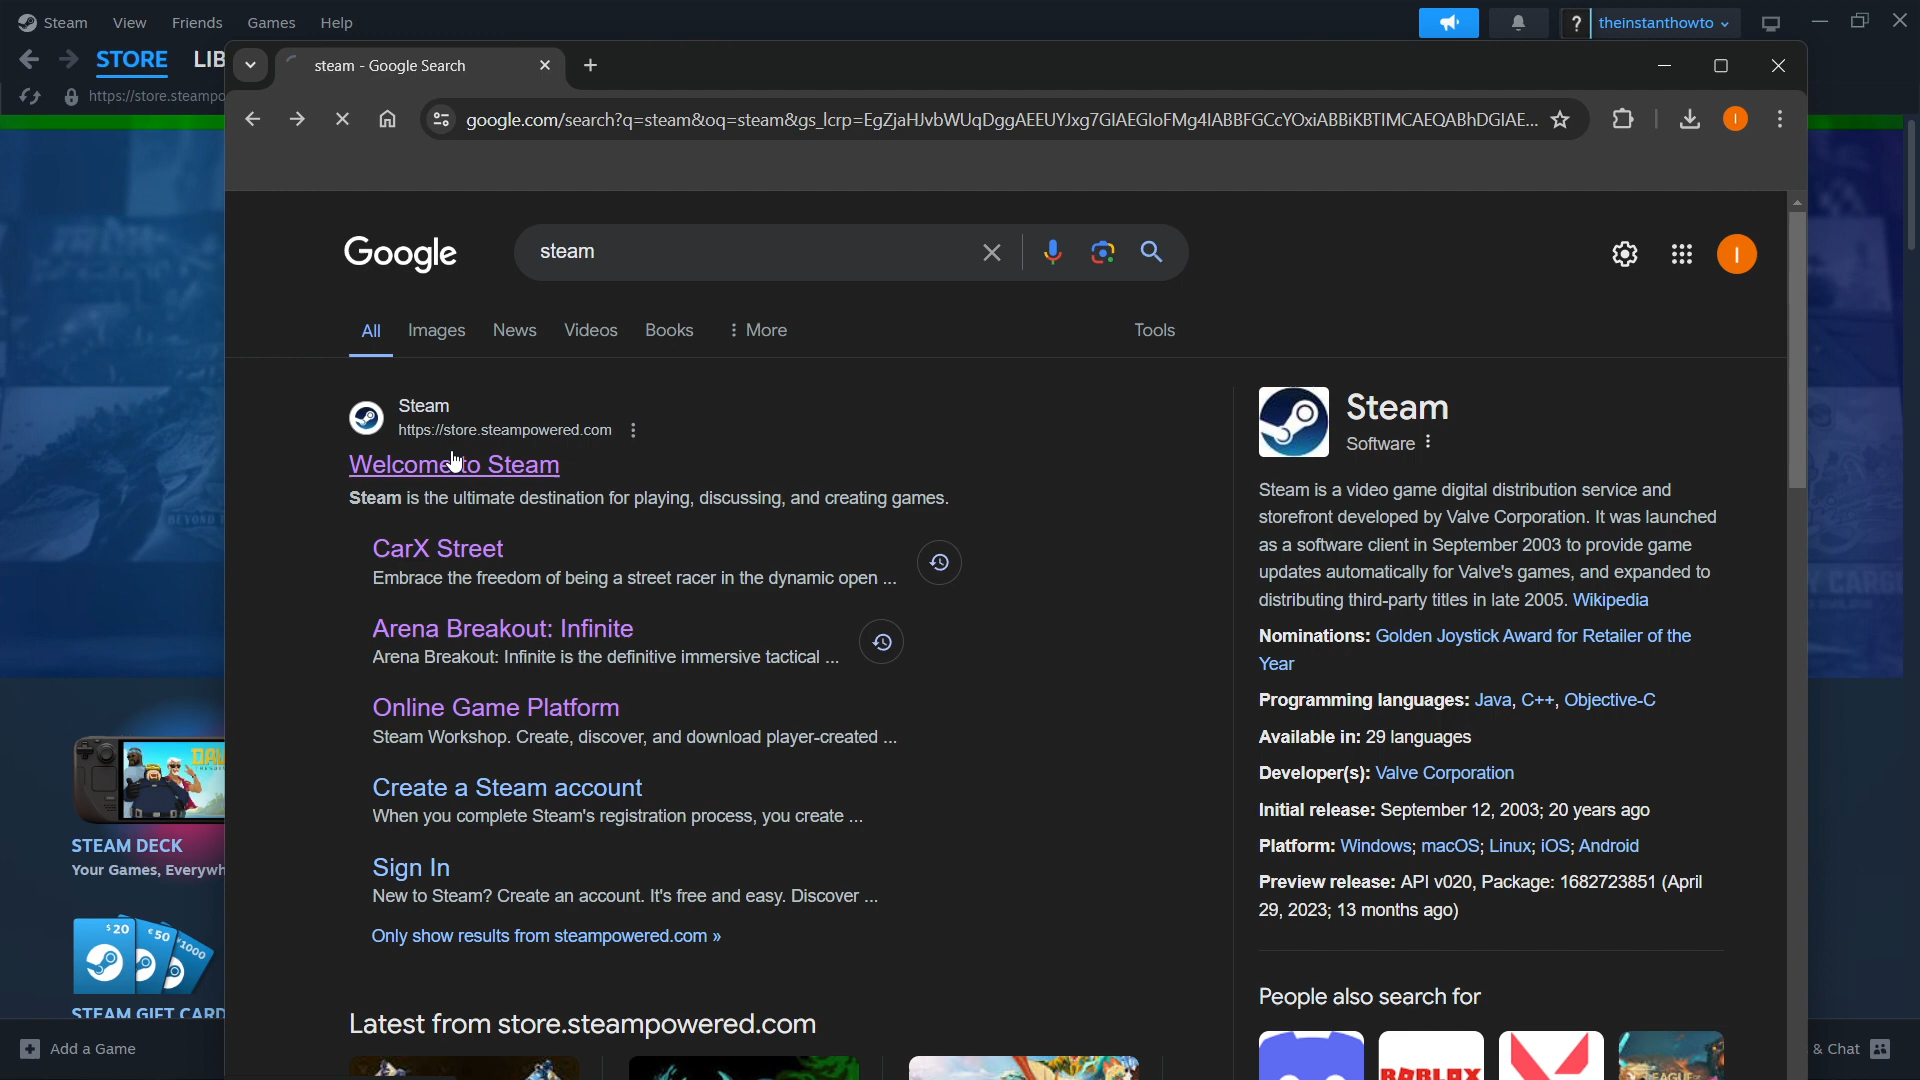 Steam View Friends Games Help
? theinstanthowto
STORE LIB
https://store.steampo
steam - Google Search
google.com/search?q=steam&oq=steam&gs_lcrp=EgZjaHJvbWUqDggAEEUYJxg7GIAEGIoFMg4IABBFGCcYOxiABBiKBTIMCAEQABhDGIAE...
I
Google steam
I
All Images News Videos Books More Tools
Steam
https://store.steampowered.com
Welcome to Steam
Steam is the ultimate destination for playing, discussing, and creating games.
CarX Street
Embrace the freedom of being a street racer in the dynamic open ...
Arena Breakout: Infinite
Arena Breakout: Infinite is the definitive immersive tactical ...
Online Game Platform
Steam Workshop. Create, discover, and download player-created ...
Create a Steam account
When you complete Steam's registration process, you create ...
Sign In
New to Steam? Create an account. It's free and easy. Discover ...
Only show results from steampowered.com »
Latest from store.steampowered.com
Steam
Software
Steam is a video game digital distribution service and
storefront developed by Valve Corporation. It was launched
as a software client in September 2003 to provide game
updates automatically for Valve's games, and expanded to
distributing third-party titles in late 2005. Wikipedia
Nominations: Golden Joystick Award for Retailer of the
Year
Programming languages: Java, C++, Objective-C
Available in: 29 languages
Developer(s): Valve Corporation
Initial release: September 12, 2003; 20 years ago
Platform: Windows; macOS; Linux; iOS; Android
Preview release: API v020, Package: 1682723851 (April
29, 2023; 13 months ago)
People also search for
ROBLOX
STEAM DECK
Your Games, Everywh
$20 €50 1000
STEAM GIFT CARD
Add a Game
& Chat